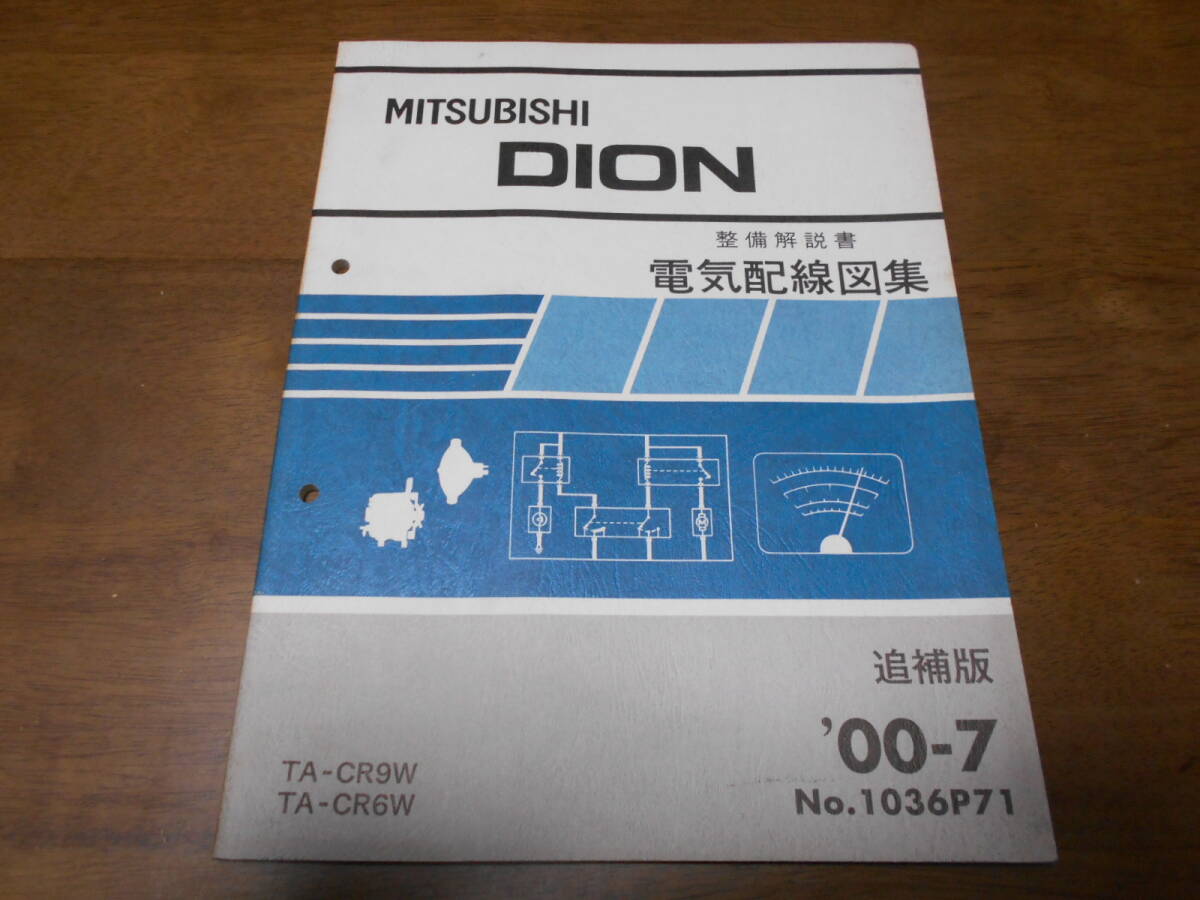 MITSUBISHI
DION
整備解説書
電気配線図集
M
追補版
'00-7
TA-CR9W
TA-CR6W
No.1036P71